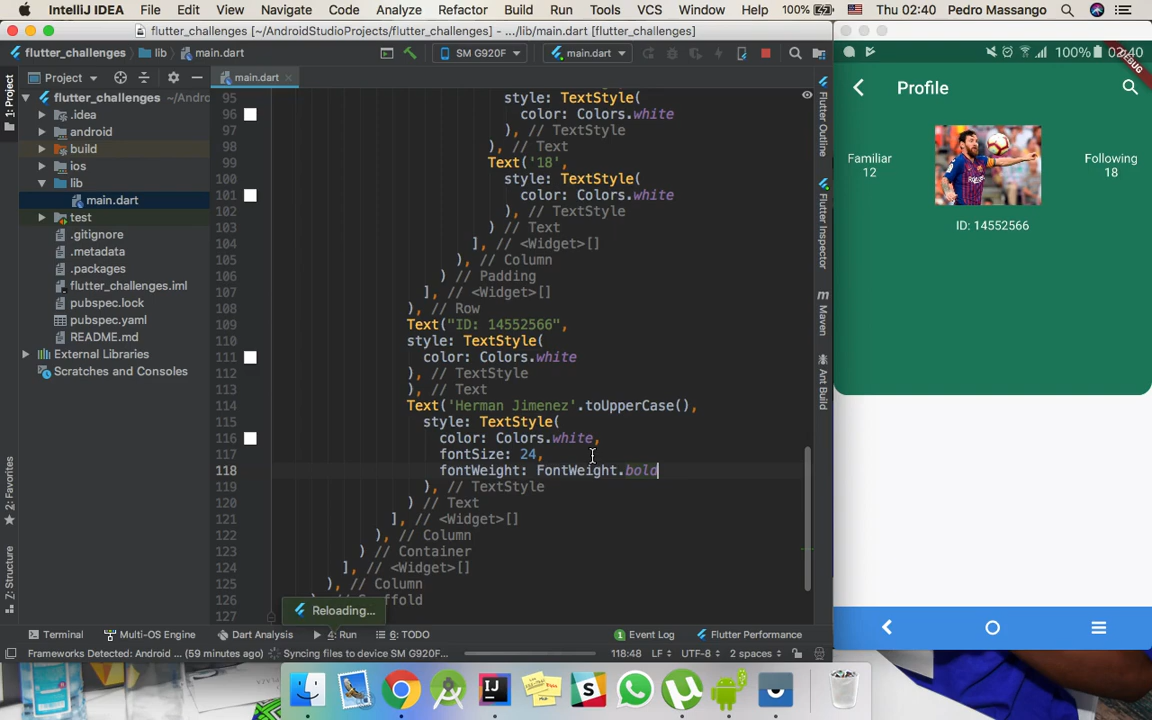 IntelliJ IDEA File Edit View Navigate Code Analyze Refactor Build Run Tools VCS Window Help 100% Thu 02:40 Pedro Massango
flutter_challenges [~/AndroidStudioProjects/flutter_challenges] - .../lib/main.dart [flutter_challenges]
flutter_challenges lib main.dart SM G920F main.dart
Project main.dart
1: Project
flutter_challenges ~/Andro
.idea
android
build
ios
lib
main.dart
test
.gitignore
.metadata
.packages
flutter_challenges.iml
pubspec.lock
pubspec.yaml
README.md
External Libraries
Scratches and Consoles
2: Favorites
7: Structure
95 style: TextStyle(
96 color: Colors.white
97 ), // TextStyle
98 ), // Text
99 Text('18',
100 style: TextStyle(
101 color: Colors.white
102 ), // TextStyle
103 ) // Text
104 ], // <Widget>[]
105 ), // Column
106 ) // Padding
107 ], // <Widget>[]
108 ), // Row
109 Text("ID: 14552566",
110 style: TextStyle(
111 color: Colors.white
112 ), // TextStyle
113 ), // Text
114 Text('Herman Jimenez'.toUpperCase(),
115 style: TextStyle(
116 color: Colors.white,
117 fontSize: 24,
118 fontWeight: FontWeight.bold
119 ), // TextStyle
120 ) // Text
121 ], // <Widget>[]
122 ), // Column
123 ) // Container
124 ], // <Widget>[]
125 ), // Column
126
127
Reloading...
Flutter Outline
Flutter Inspector
Maven
Ant Build
Terminal Multi-OS Engine Dart Analysis 4: Run 6: TODO 1 Event Log Flutter Performance
Frameworks Detected: Android ... (59 minutes ago) Syncing files to device SM G920F... 118:48 LF UTF-8 2 spaces
100% 02:40
DEBUG
Profile
Familiar
12
Following
18
ID: 14552566